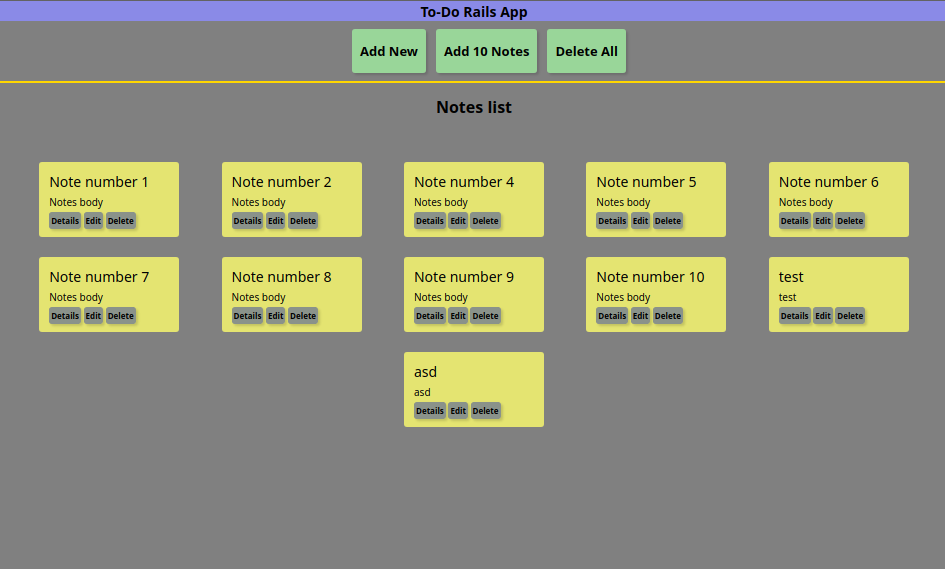 To-Do Rails App
Add New Add 10 Notes Delete All
Notes list
Note number 1 Note number 2 Note number 4 Note number 5 Note number 6
Notes body Notes body Notes body Notes body Notes body
Details Edit Delete Details Edit Delete Details Edit Delete Details Edit Delete Details Edit Delete
Note number 7 Note number 8 Note number 9 Note number 10 test
Notes body Notes body Notes body Notes body test
Details Edit Delete Details Edit Delete Details Edit Delete Details Edit Delete Details Edit Delete
asd
asd
Details Edit Delete